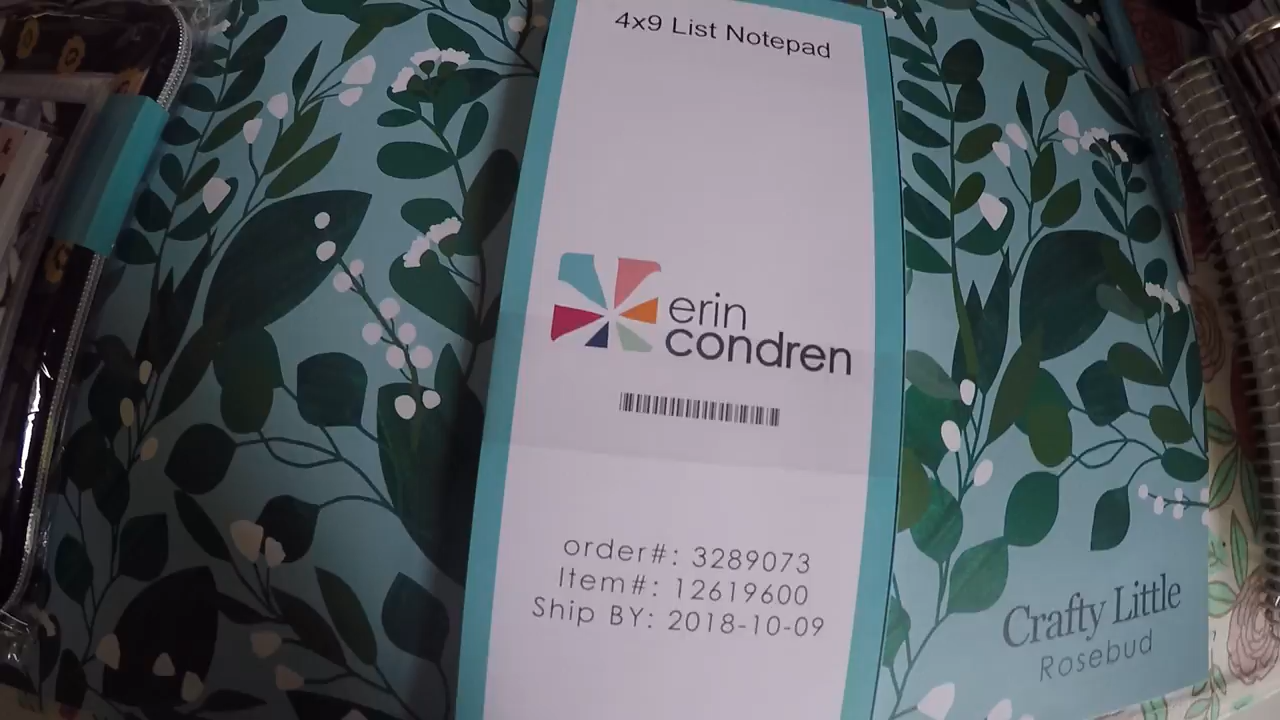 4x9 List Notepad
erin
condren
order#: 3289073
Item#: 12619600
Ship BY: 2018-10-09
Crafty Little
Rosebud